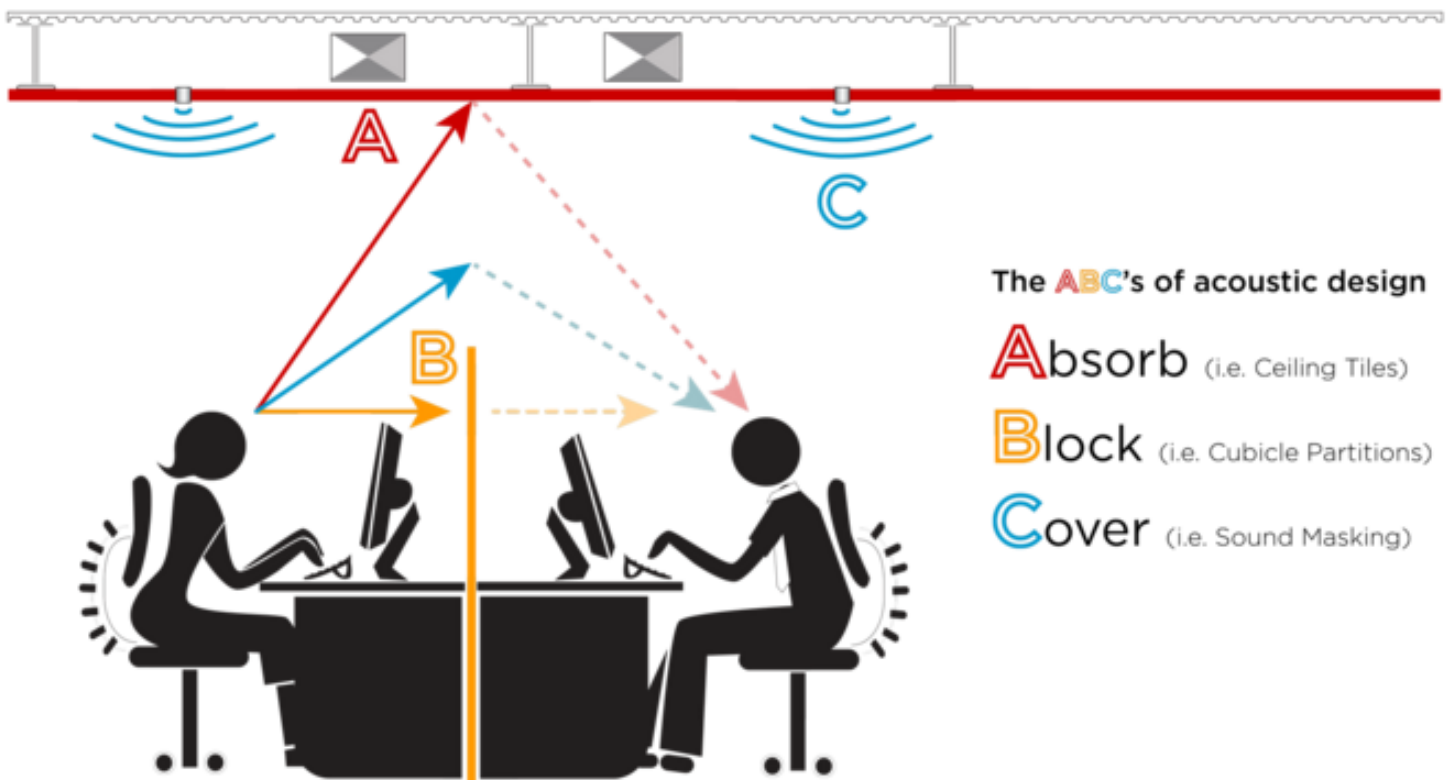 A
C
B
The ABC's of acoustic design
Absorb (i.e. Ceiling Tiles)
Block (i.e. Cubicle Partitions)
Cover (i.e. Sound Masking)